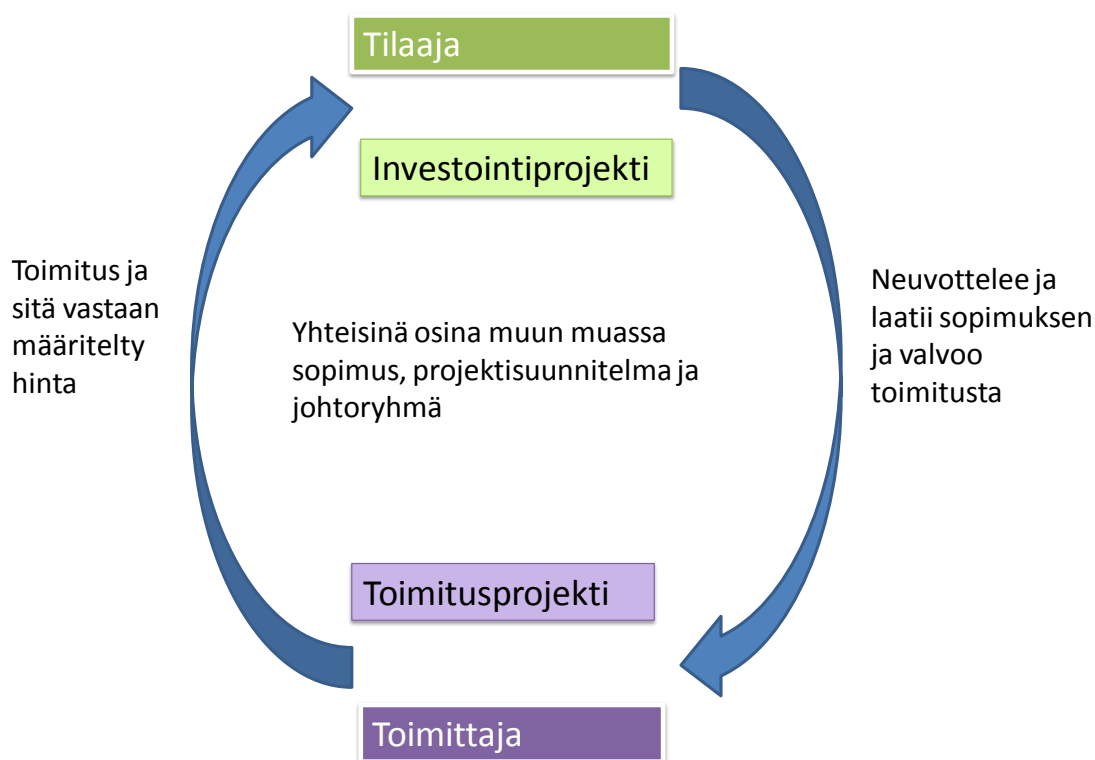 Tilaaja
Investointiprojekti
Toimitus ja
sitä vastaan
määritelty
hinta
Yhteisinä osina muun muassa
sopimus, projektisuunnitelma ja
johtoryhmä
Neuvottelee ja
laatii sopimuksen
ja valvoo
toimitusta
Toimitusprojekti
Toimittaja